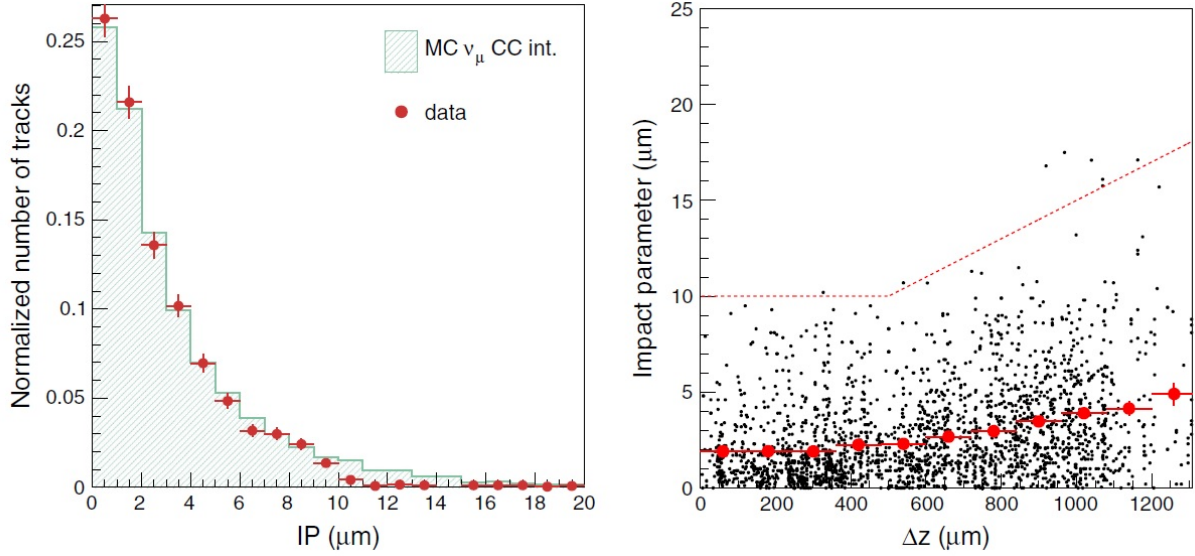 0.25
0.2
0.15
0.1
0.05
0
Normalized number of tracks
MC νμ CC int.
data
0 2 4 6 8 10 12 14 16 18 20
IP (μm)
25
20
15
10
5
0
Impact parameter (μm)
0 200 400 600 800 1000 1200
Δz (μm)